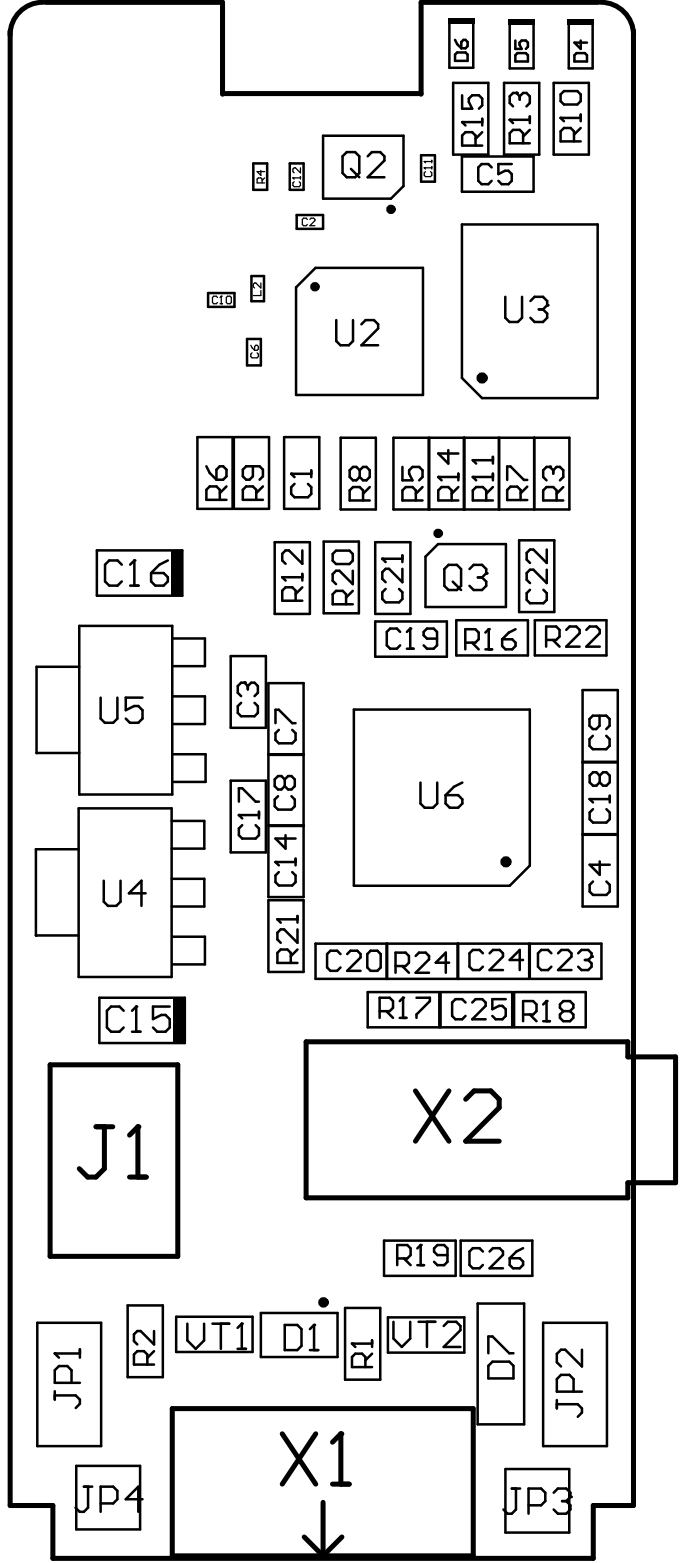 D6 D5 D4
R15 R13 R10
Q2 C11 C5
R4 C12
C2
L2 C10
U3
U2
C6
R6 R9 C1 R8 R5 R14 R11 R7 R3
C16 R12 R20 C21 Q3 C22
C19 R16 R22
U5 C3 C7 C9
C17 C8 U6 C18
U4 C14 C4
R21 C20 R24 C24 C23
C15 R17 C25 R18
X2
J1
R19 C26
R2 VT1 D1 R1 VT2 D7
JP1 JP2
X1
JP4 JP3